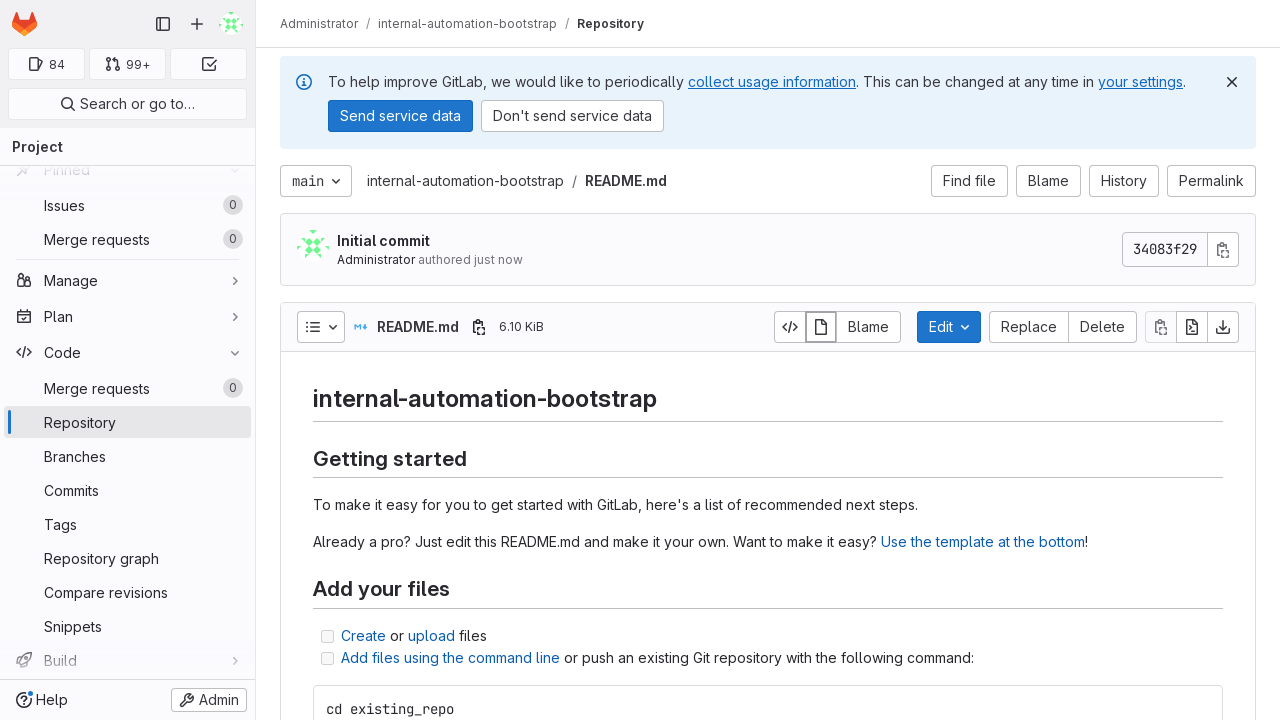 Administrator / internal-automation-bootstrap / Repository
84
99+
Search or go to…
Project
Pinned
Issues 0
Merge requests 0
Manage
Plan
Code
Merge requests 0
Repository
Branches
Commits
Tags
Repository graph
Compare revisions
Snippets
Build
Help
Admin
To help improve GitLab, we would like to periodically collect usage information. This can be changed at any time in your settings.
Send service data
Don't send service data
main
internal-automation-bootstrap / README.md
Find file
Blame
History
Permalink
Initial commit
Administrator authored just now
34083f29
README.md
6.10 KiB
Blame
Edit
Replace
Delete
internal-automation-bootstrap
Getting started
To make it easy for you to get started with GitLab, here's a list of recommended next steps.
Already a pro? Just edit this README.md and make it your own. Want to make it easy? Use the template at the bottom!
Add your files
Create or upload files
Add files using the command line or push an existing Git repository with the following command:
cd existing_repo